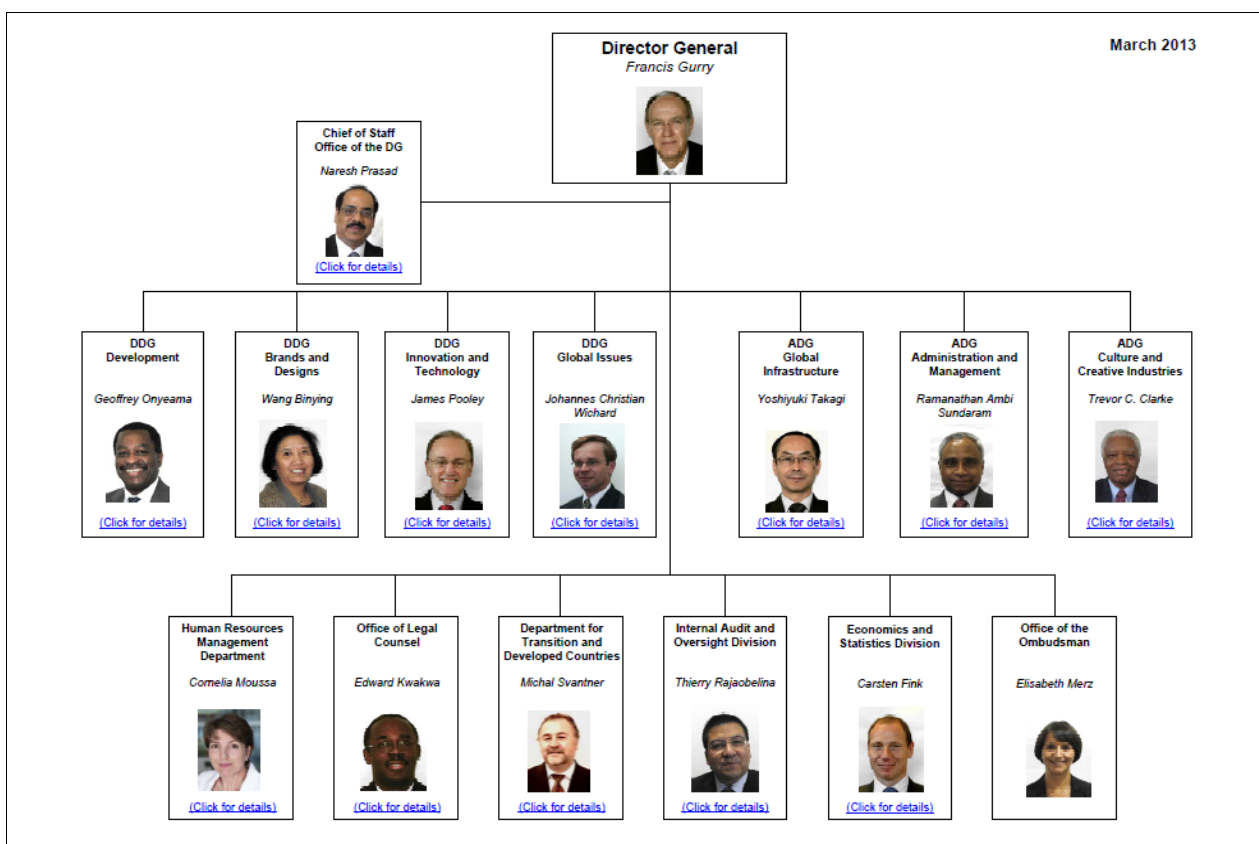 March 2013
Director General
Francis Gurry
Chief of Staff
Office of the DG
Naresh Prasad
(Click for details)
DDG
Development
Geoffrey Onyeama
(Click for details)
DDG
Brands and
Designs
Wang Binying
(Click for details)
DDG
Innovation and
Technology
James Pooley
(Click for details)
DDG
Global Issues
Johannes Christian
Wichard
(Click for details)
ADG
Global
Infrastructure
Yoshiyuki Takagi
(Click for details)
ADG
Administration and
Management
Ramanathan Ambi
Sundaram
(Click for details)
ADG
Culture and
Creative Industries
Trevor C. Clarke
(Click for details)
Human Resources
Management
Department
Cornelia Moussa
(Click for details)
Office of Legal
Counsel
Edward Kwakwa
(Click for details)
Department for
Transition and
Developed Countries
Michal Svantner
(Click for details)
Internal Audit and
Oversight Division
Thierry Rajaobelina
(Click for details)
Economics and
Statistics Division
Carsten Fink
(Click for details)
Office of the
Ombudsman
Elisabeth Merz